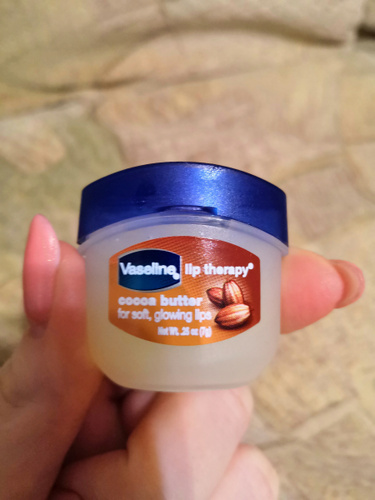 Vaseline® lip therapy®
cocoa butter
for soft, glowing lips
Net Wt. .25 oz (7g)